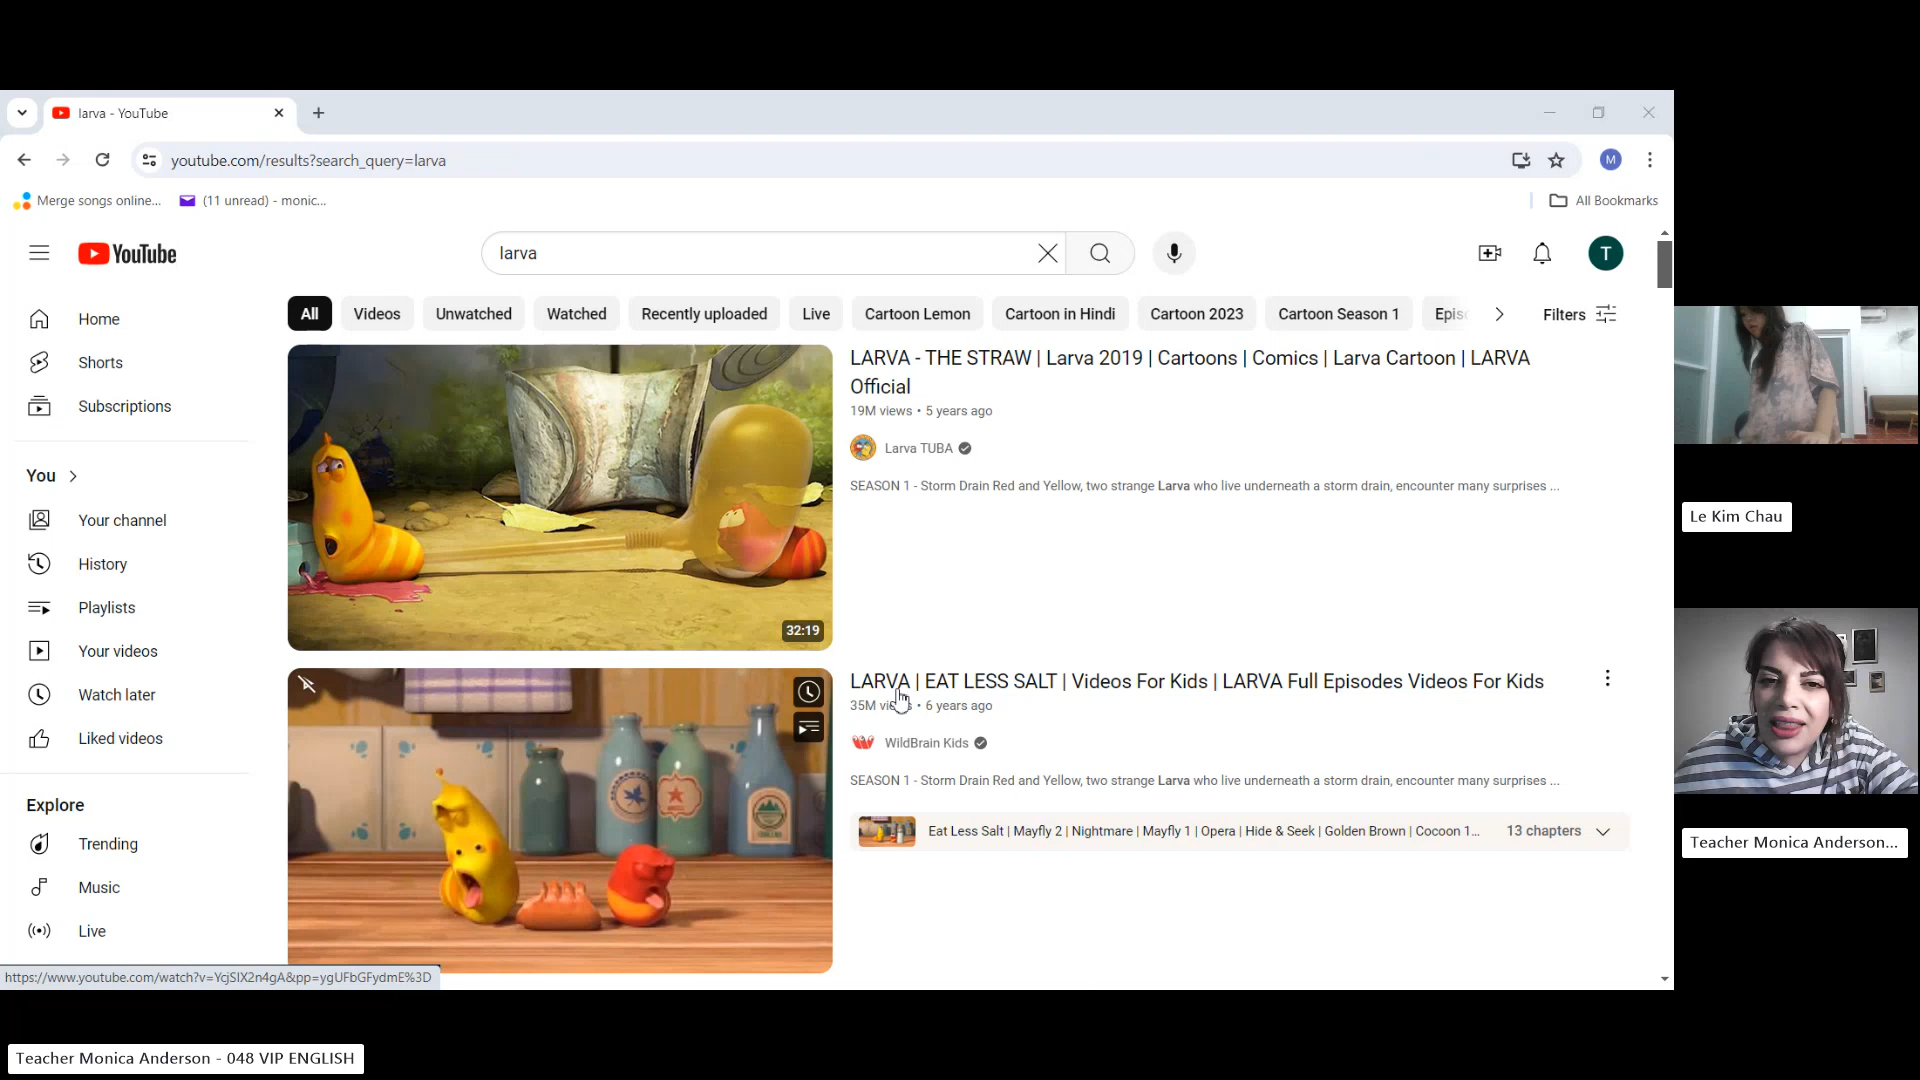 larva - YouTube
youtube.com/results?search_query=larva
M
Merge songs online...
(11 unread) - monic...
All Bookmarks
YouTube
larva
T
Home
Shorts
Subscriptions
You
Your channel
History
Playlists
Your videos
Watch later
Liked videos
Explore
Trending
Music
Live
All
Videos
Unwatched
Watched
Recently uploaded
Live
Cartoon Lemon
Cartoon in Hindi
Cartoon 2023
Cartoon Season 1
Filters
32:19
LARVA - THE STRAW | Larva 2019 | Cartoons | Comics | Larva Cartoon | LARVA
Official
19M views • 5 years ago
Larva TUBA
SEASON 1 - Storm Drain Red and Yellow, two strange Larva who live underneath a storm drain, encounter many surprises ...
LARVA | EAT LESS SALT | Videos For Kids | LARVA Full Episodes Videos For Kids
35M views • 6 years ago
WildBrain Kids
SEASON 1 - Storm Drain Red and Yellow, two strange Larva who live underneath a storm drain, encounter many surprises ...
Eat Less Salt | Mayfly 2 | Nightmare | Mayfly 1 | Opera | Hide & Seek | Golden Brown | Cocoon 1...
13 chapters
https://www.youtube.com/watch?v=YcjSIX2n4gA&pp=ygUFbGFydmE%3D
Le Kim Chau
Teacher Monica Anderson...
Teacher Monica Anderson - 048 VIP ENGLISH